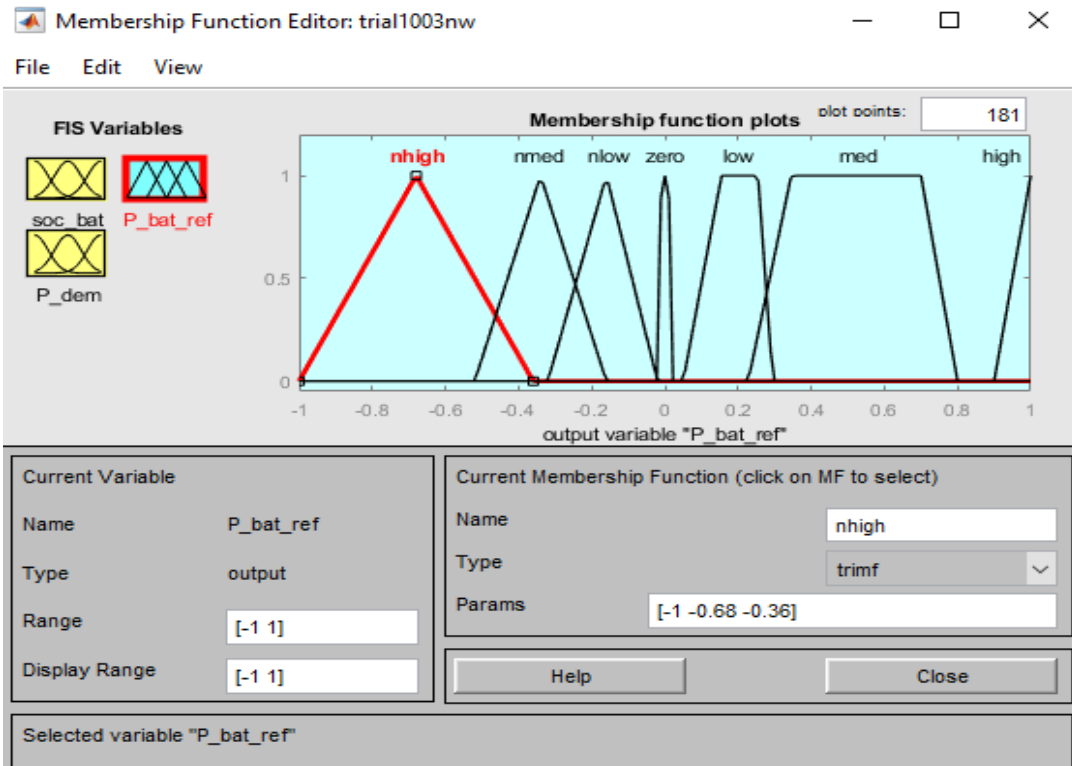 Membership Function Editor: trial1003nw
File Edit View
FIS Variables
soc_bat P_bat_ref
P_dem
Membership function plots plot points: 181
nhigh nmed nlow zero low med high
1
0.5
0
-1 -0.8 -0.6 -0.4 -0.2 0 0.2 0.4 0.6 0.8 1
output variable "P_bat_ref"
Current Variable
Name P_bat_ref
Type output
Range [-1 1]
Display Range [-1 1]
Current Membership Function (click on MF to select)
Name nhigh
Type trimf
Params [-1 -0.68 -0.36]
Help Close
Selected variable "P_bat_ref"